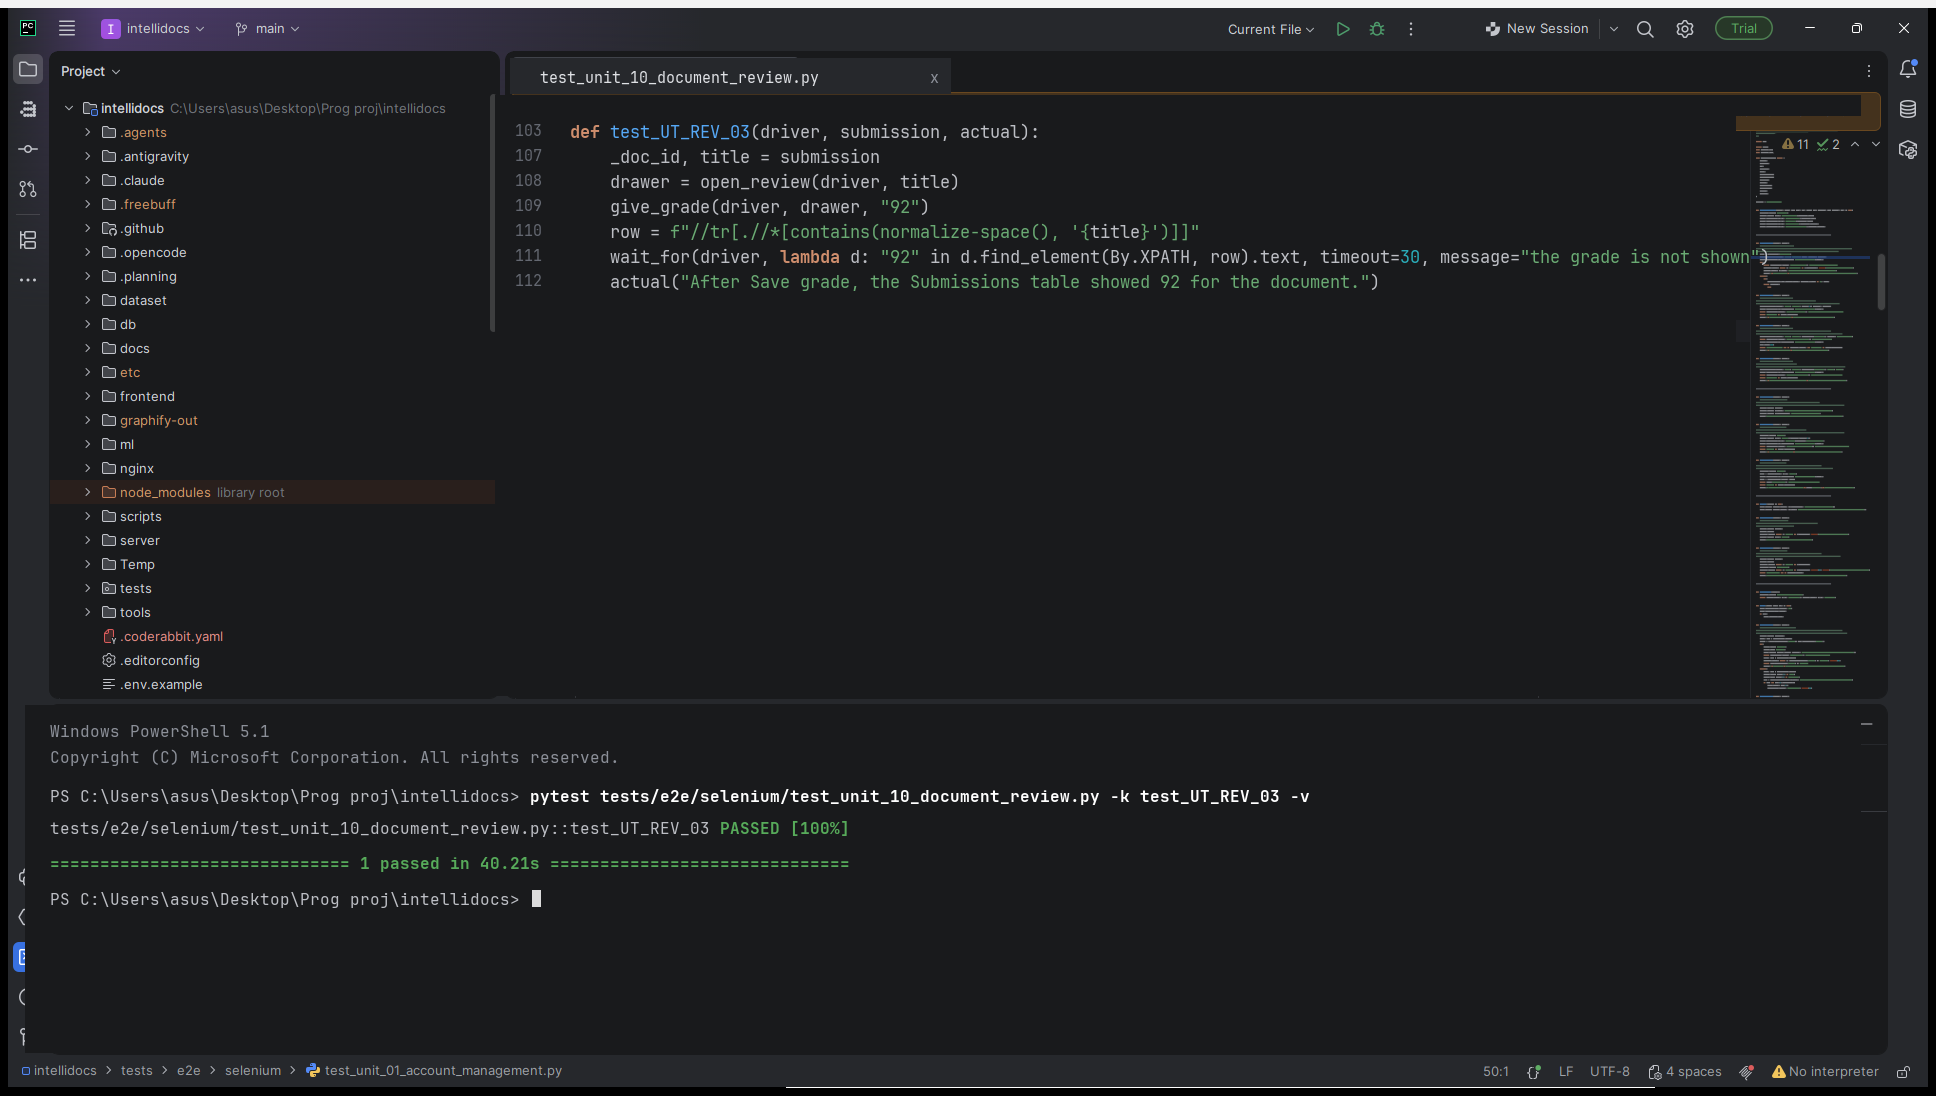 PC
I intellidocs
main
Current File
New Session
Trial
Project
test_unit_10_document_review.py x
intellidocs C:\Users\asus\Desktop\Prog proj\intellidocs
.agents
.antigravity
.claude
.freebuff
.github
.opencode
.planning
dataset
db
docs
etc
frontend
graphify-out
ml
nginx
node_modules library root
scripts
server
Temp
tests
tools
.coderabbit.yaml
.editorconfig
.env.example
11 2
103 def test_UT_REV_03(driver, submission, actual):
107 _doc_id, title = submission
108 drawer = open_review(driver, title)
109 give_grade(driver, drawer, "92")
110 row = f"//tr[.//*[contains(normalize-space(), '{title}')]]"
111 wait_for(driver, lambda d: "92" in d.find_element(By.XPATH, row).text, timeout=30, message="the grade is not shown")
112 actual("After Save grade, the Submissions table showed 92 for the document.")
Windows PowerShell 5.1
Copyright (C) Microsoft Corporation. All rights reserved.
PS C:\Users\asus\Desktop\Prog proj\intellidocs> pytest tests/e2e/selenium/test_unit_10_document_review.py -k test_UT_REV_03 -v
tests/e2e/selenium/test_unit_10_document_review.py::test_UT_REV_03 PASSED [100%]
============================== 1 passed in 40.21s ==============================
PS C:\Users\asus\Desktop\Prog proj\intellidocs>
intellidocs > tests > e2e > selenium > test_unit_01_account_management.py
50:1 LF UTF-8 4 spaces No interpreter